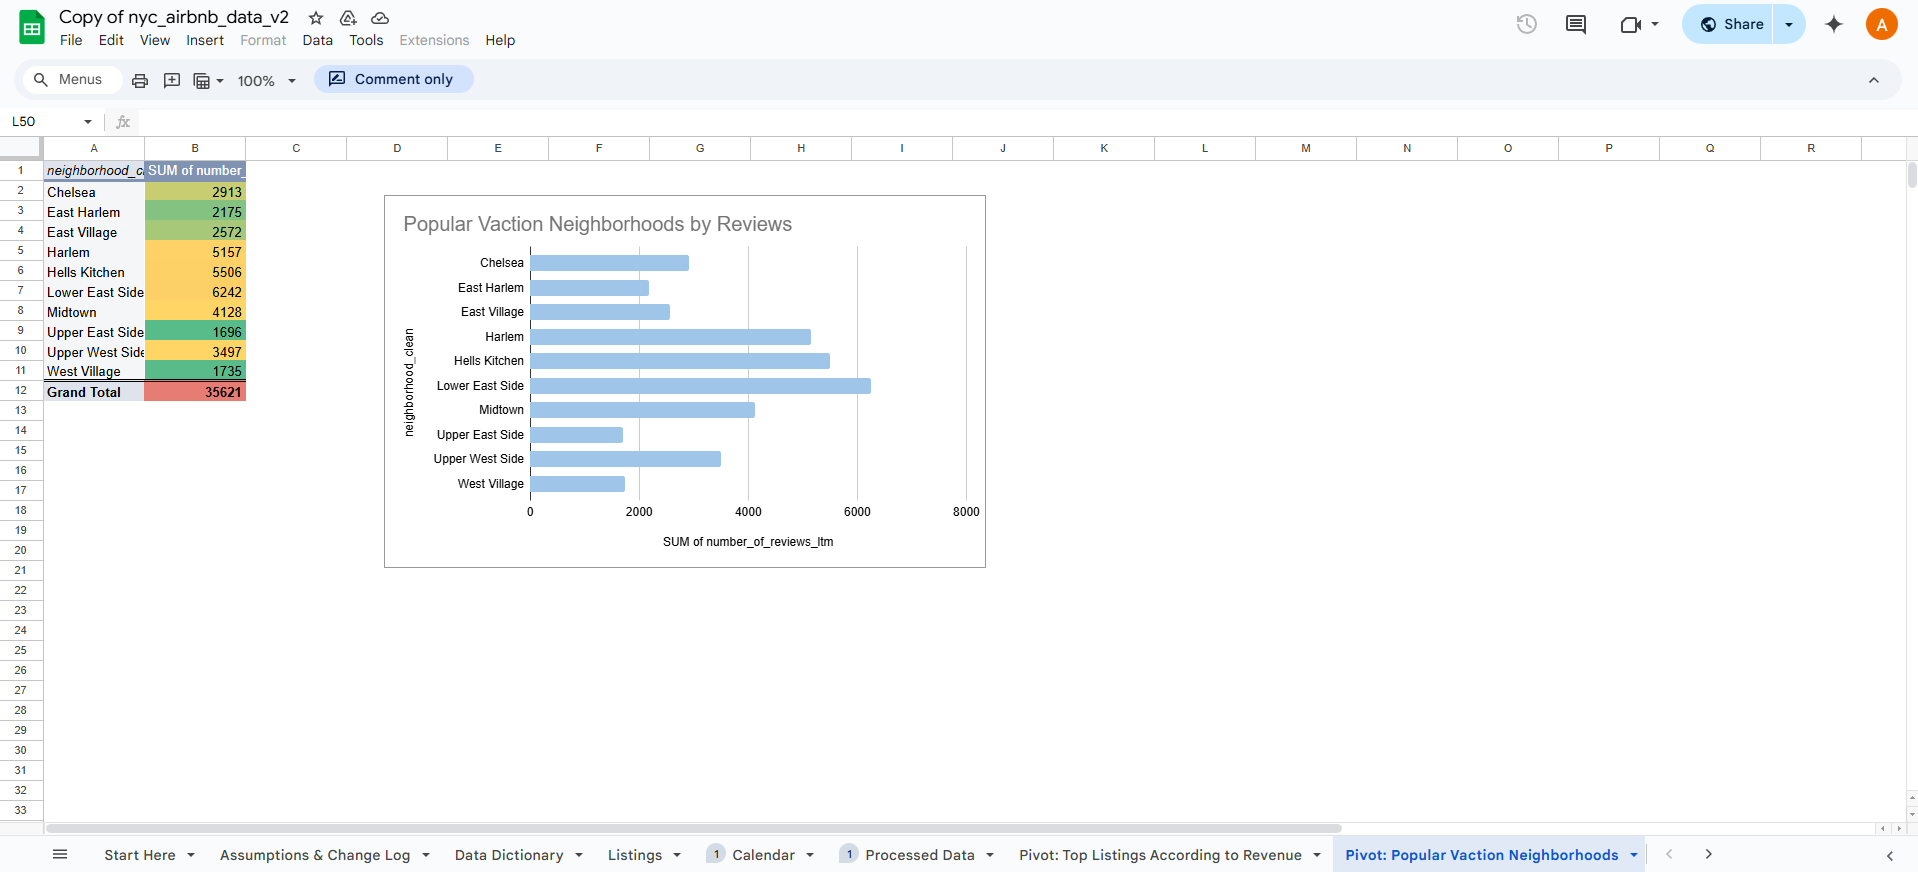 Copy of nyc_airbnb_data_v2
File Edit View Insert Format Data Tools Extensions Help
Share
A
Menus
100%
Comment only
L50
fx
A B C D E F G H I J K L M N O P Q R
1 neighborhood_cl SUM of number_
2 Chelsea 2913
3 East Harlem 2175
4 East Village 2572
5 Harlem 5157
6 Hells Kitchen 5506
7 Lower East Side 6242
8 Midtown 4128
9 Upper East Side 1696
10 Upper West Side 3497
11 West Village 1735
12 Grand Total 35621
13
14
15
16
17
18
19
20
21
22
23
24
25
26
27
28
29
30
31
32
33
Popular Vaction Neighborhoods by Reviews
neighborhood_clean
Chelsea
East Harlem
East Village
Harlem
Hells Kitchen
Lower East Side
Midtown
Upper East Side
Upper West Side
West Village
0 2000 4000 6000 8000
SUM of number_of_reviews_ltm
Start Here Assumptions & Change Log Data Dictionary Listings 1 Calendar 1 Processed Data Pivot: Top Listings According to Revenue Pivot: Popular Vaction Neighborhoods